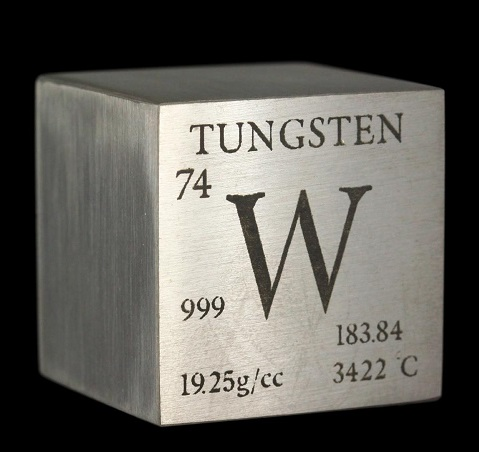 TUNGSTEN
74
W
999
183.84
19.25g/cc
3422 °C